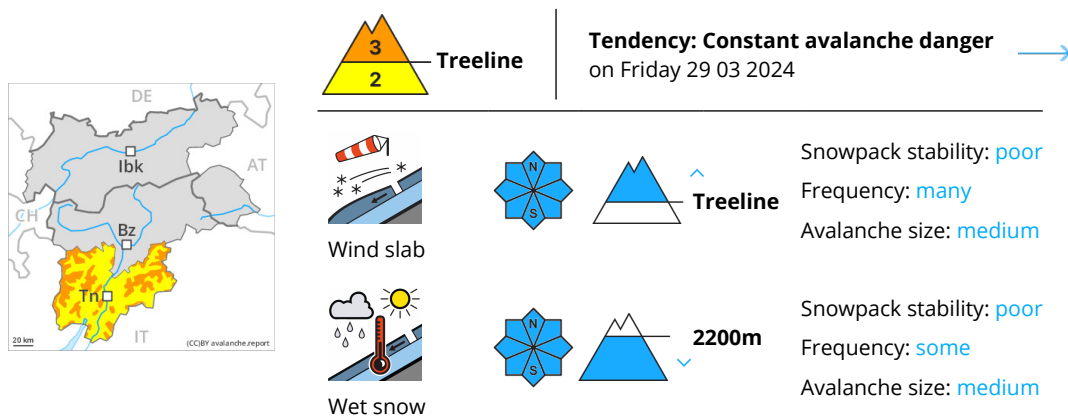 3
2
Treeline
Tendency: Constant avalanche danger
on Friday 29 03 2024
DE
Ibk
AT
CH
Bz
Tn
IT
20 km
(CC)BY avalanche.report
Wind slab
N
S
Treeline
Snowpack stability: poor
Frequency: many
Avalanche size: medium
Wet snow
N
S
2200m
Snowpack stability: poor
Frequency: some
Avalanche size: medium